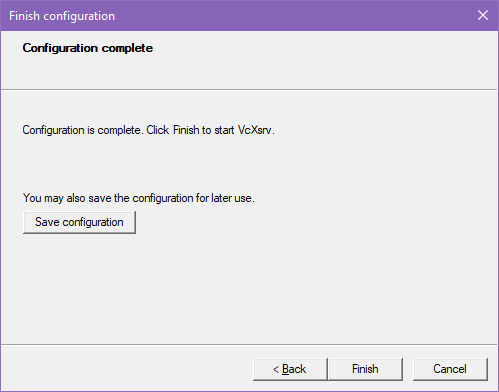 Finish configuration
Configuration complete
Configuration is complete. Click Finish to start VcXsrv.
You may also save the configuration for later use.
Save configuration
< Back Finish Cancel